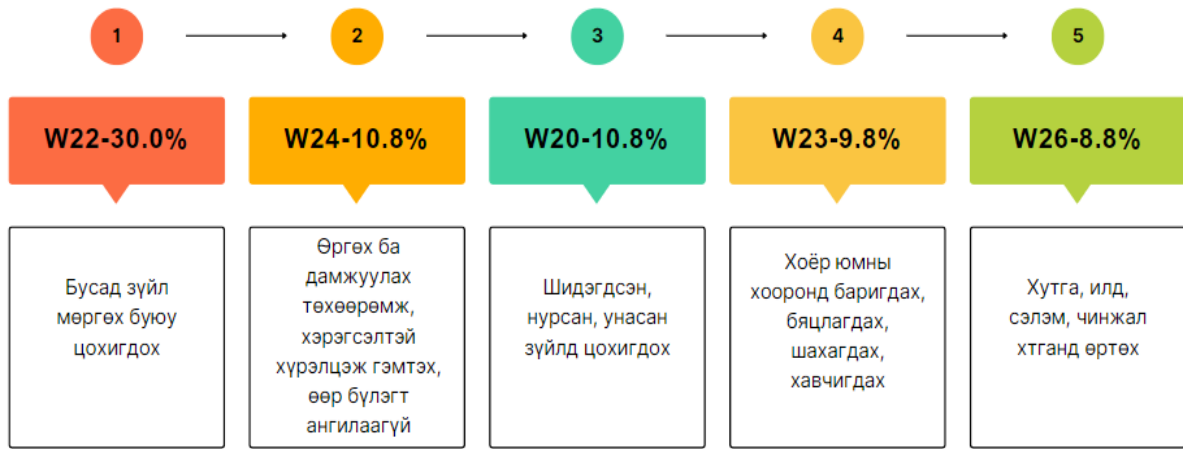 1
2
3
4
5
W22-30.0%
W24-10.8%
W20-10.8%
W23-9.8%
W26-8.8%
Бусад зүйл
мөргөх буюу
цохигдох
Өргөх ба
дамжуулах
төхөөрөмж,
хэрэгсэлтэй
хүрэлцэж гэмтэх,
өөр бүлэгт
ангилаагүй
Шидэгдсэн,
нурсан, унасан
зүйлд цохигдох
Хоёр юмны
хооронд баригдах,
бяцлагдах,
шахагдах,
хавчигдах
Хутга, илд,
сэлэм, чинжал
хтганд өртөх